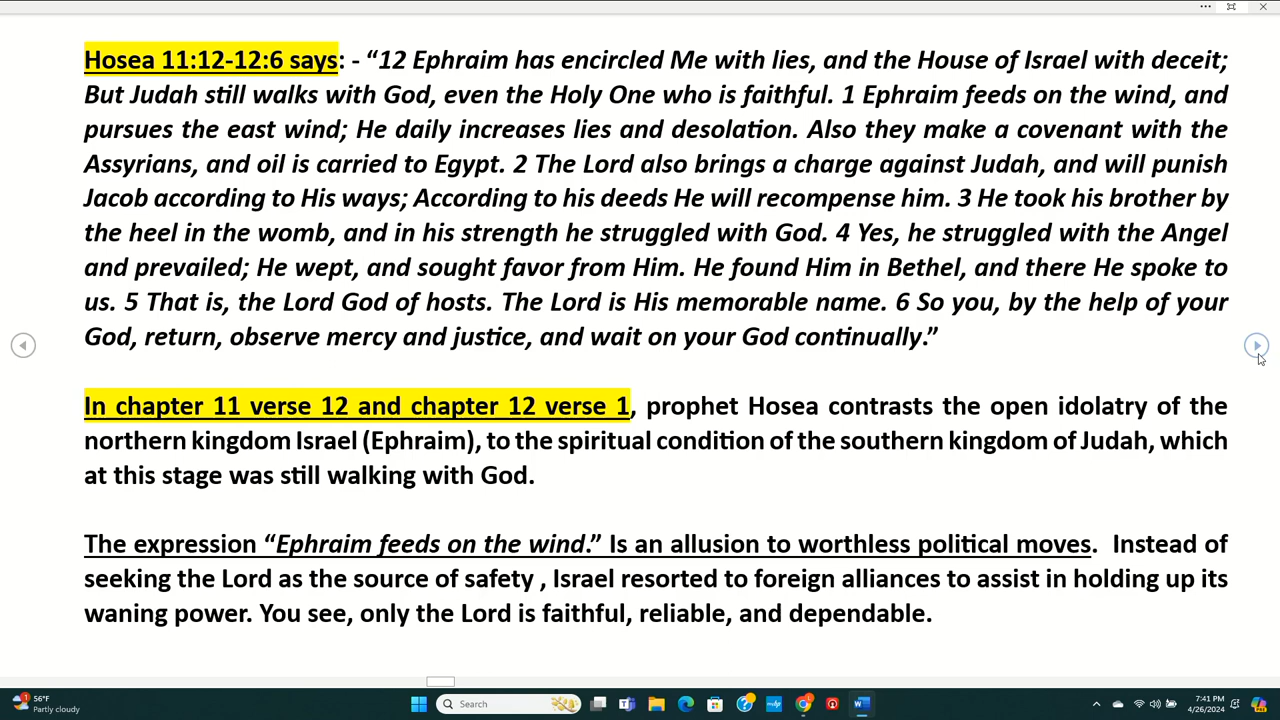 Hosea 11:12-12:6 says: - “12 Ephraim has encircled Me with lies, and the House of Israel with deceit;
But Judah still walks with God, even the Holy One who is faithful. 1 Ephraim feeds on the wind, and
pursues the east wind; He daily increases lies and desolation. Also they make a covenant with the
Assyrians, and oil is carried to Egypt. 2 The Lord also brings a charge against Judah, and will punish
Jacob according to His ways; According to his deeds He will recompense him. 3 He took his brother by
the heel in the womb, and in his strength he struggled with God. 4 Yes, he struggled with the Angel
and prevailed; He wept, and sought favor from Him. He found Him in Bethel, and there He spoke to
us. 5 That is, the Lord God of hosts. The Lord is His memorable name. 6 So you, by the help of your
God, return, observe mercy and justice, and wait on your God continually.”
In chapter 11 verse 12 and chapter 12 verse 1, prophet Hosea contrasts the open idolatry of the
northern kingdom Israel (Ephraim), to the spiritual condition of the southern kingdom of Judah, which
at this stage was still walking with God.
The expression “Ephraim feeds on the wind.” Is an allusion to worthless political moves. Instead of
seeking the Lord as the source of safety , Israel resorted to foreign alliances to assist in holding up its
waning power. You see, only the Lord is faithful, reliable, and dependable.
1
56°F
Partly cloudy
Search
7:41 PM
4/26/2024